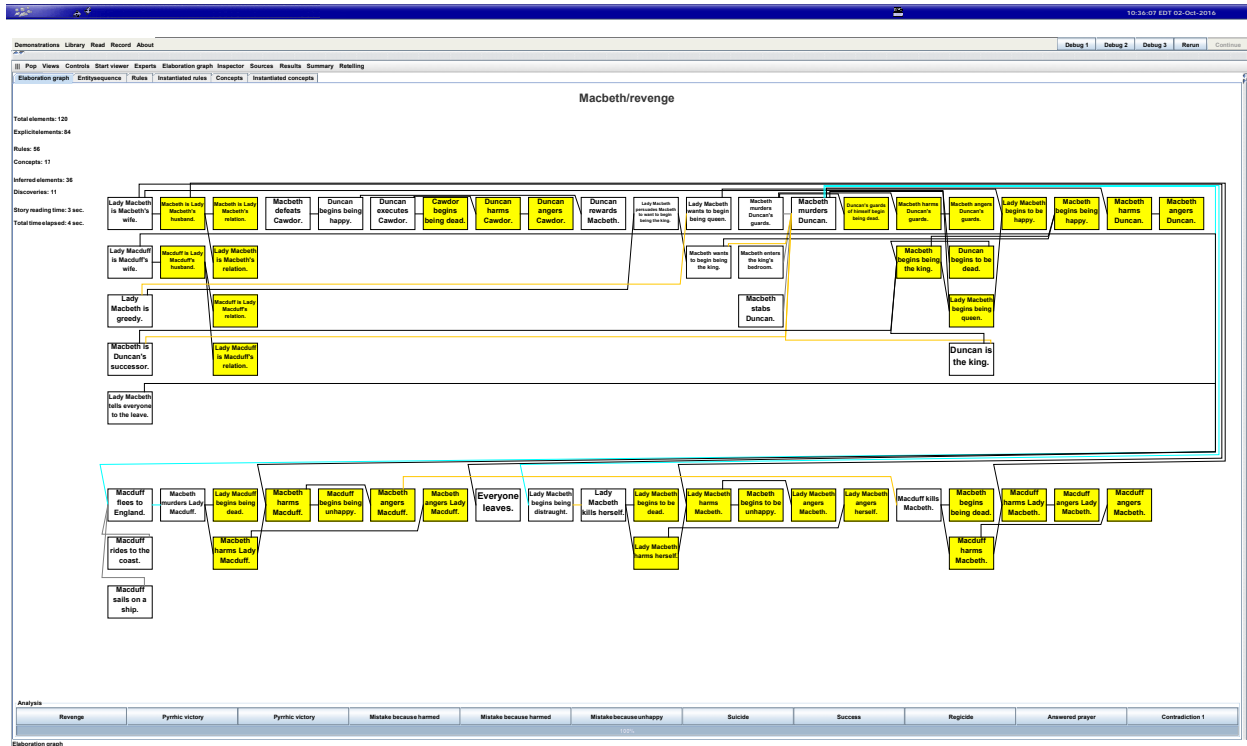 10:36:07 EDT 02-Oct-2016
Demonstrations Library Read Record About
Debug 1 Debug 2 Debug 3 Rerun Continue
Pop Views Controls Start viewer Experts Elaboration graph Inspector Sources Results Summary Retelling
Elaboration graph Entitysequence Rules Instantiated rules Concepts Instantiated concepts
Macbeth/revenge
Total elements: 120
Explicit elements: 84
Rules: 56
Concepts: 17
Inferred elements: 36
Discoveries: 11
Story reading time: 3 sec.
Total time elapsed: 4 sec.
Lady Macbeth
is Macbeth's
wife.
Macbeth is Lady
Macbeth's
husband.
Macbeth is Lady
Macbeth's
relation.
Macbeth
defeats
Cawdor.
Duncan
begins being
happy.
Duncan
executes
Cawdor.
Cawdor
begins
being dead.
Duncan
harms
Cawdor.
Duncan
angers
Cawdor.
Duncan
rewards
Macbeth.
Lady Macbeth
persuades Macbeth
to want to begin
being the king.
Lady Macbeth
wants to begin
being queen.
Macbeth
murders
Duncan's
guards.
Macbeth
murders
Duncan.
Duncan's guards
of himself begin
being dead.
Macbeth harms
Duncan's
guards.
Macbeth angers
Duncan's
guards.
Lady Macbeth
begins to be
happy.
Macbeth
begins being
happy.
Macbeth
harms
Duncan.
Macbeth
angers
Duncan.
Lady Macduff
is Macduff's
wife.
Macduff is Lady
Macduff's
husband.
Lady Macbeth
is Macbeth's
relation.
Macbeth wants
to begin being
the king.
Macbeth enters
the king's
bedroom.
Macbeth
begins being
the king.
Duncan
begins to be
dead.
Lady
Macbeth is
greedy.
Macduff is Lady
Macduff's
relation.
Macbeth
stabs
Duncan.
Lady Macbeth
begins being
queen.
Macbeth is
Duncan's
successor.
Lady Macduff
is Macduff's
relation.
Duncan is
the king.
Lady Macbeth
tells everyone
to the leave.
Macduff
flees to
England.
Macbeth
murders Lady
Macduff.
Lady Macduff
begins being
dead.
Macbeth
harms
Macduff.
Macduff
begins being
unhappy.
Macbeth
angers
Macduff.
Macbeth
angers Lady
Macduff.
Everyone
leaves.
Lady Macbeth
begins being
distraught.
Lady
Macbeth
kills herself.
Lady Macbeth
begins to be
dead.
Lady Macbeth
harms
Macbeth.
Macbeth
begins to be
unhappy.
Lady Macbeth
angers
Macbeth.
Lady Macbeth
angers
herself.
Macduff kills
Macbeth.
Macbeth
begins
being dead.
Macduff
harms Lady
Macbeth.
Macduff
angers Lady
Macbeth.
Macduff
angers
Macbeth.
Macduff
rides to the
coast.
Macbeth
harms Lady
Macduff.
Lady Macbeth
harms herself.
Macduff
harms
Macbeth.
Macduff
sails on a
ship.
Analysis
Revenge Pyrrhic victory Pyrrhic victory Mistake because harmed Mistake because harmed Mistake because unhappy Suicide Success Regicide Answered prayer Contradiction 1
100%
Elaboration graph